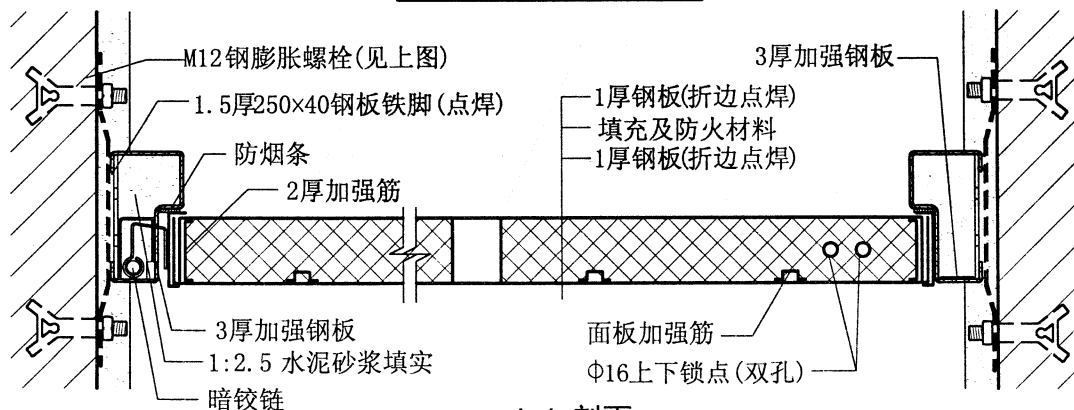 M12钢膨胀螺栓(见上图)
3厚加强钢板
1.5厚250×40钢板铁脚(点焊)
1厚钢板(折边点焊)
填充及防火材料
1厚钢板(折边点焊)
防烟条
2厚加强筋
3厚加强钢板
1:2.5 水泥砂浆填实
暗铰链
面板加强筋
Φ16上下锁点(双孔)